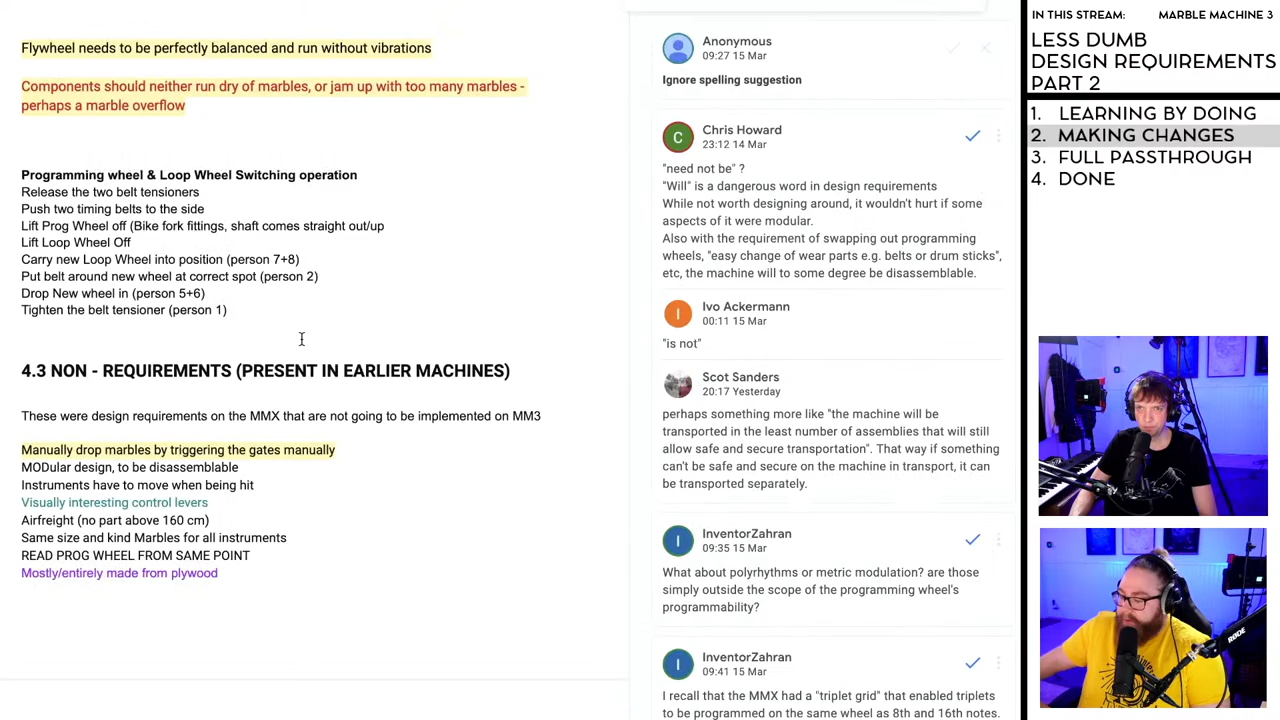 Flywheel needs to be perfectly balanced and run without vibrations
Components should neither run dry of marbles, or jam up with too many marbles -
perhaps a marble overflow
Programming wheel & Loop Wheel Switching operation
Release the two belt tensioners
Push two timing belts to the side
Lift Prog Wheel off (Bike fork fittings, shaft comes straight out/up
Lift Loop Wheel Off
Carry new Loop Wheel into position (person 7+8)
Put belt around new wheel at correct spot (person 2)
Drop New wheel in (person 5+6)
Tighten the belt tensioner (person 1)
4.3 NON - REQUIREMENTS (PRESENT IN EARLIER MACHINES)
These were design requirements on the MMX that are not going to be implemented on MM3
Manually drop marbles by triggering the gates manually
MODular design, to be disassemblable
Instruments have to move when being hit
Visually interesting control levers
Airfreight (no part above 160 cm)
Same size and kind Marbles for all instruments
READ PROG WHEEL FROM SAME POINT
Mostly/entirely made from plywood
Anonymous
09:27 15 Mar
Ignore spelling suggestion
C
Chris Howard
23:12 14 Mar
"need not be" ?
"Will" is a dangerous word in design requirements
While not worth designing around, it wouldn't hurt if some
aspects of it were modular.
Also with the requirement of swapping out programming
wheels, "easy change of wear parts e.g. belts or drum sticks",
etc, the machine will to some degree be disassemblable.
I
Ivo Ackermann
00:11 15 Mar
"is not"
Scot Sanders
20:17 Yesterday
perhaps something more like "the machine will be
transported in the least number of assemblies that will still
allow safe and secure transportation". That way if something
can't be safe and secure on the machine in transport, it can
be transported separately.
I
InventorZahran
09:35 15 Mar
What about polyrhythms or metric modulation? are those
simply outside the scope of the programming wheel's
programmability?
I
InventorZahran
09:41 15 Mar
I recall that the MMX had a "triplet grid" that enabled triplets
to be programmed on the same wheel as 8th and 16th notes.
IN THIS STREAM: MARBLE MACHINE 3
LESS DUMB
DESIGN REQUIREMENTS
PART 2
1. LEARNING BY DOING
2. MAKING CHANGES
3. FULL PASSTHROUGH
4. DONE
RODE